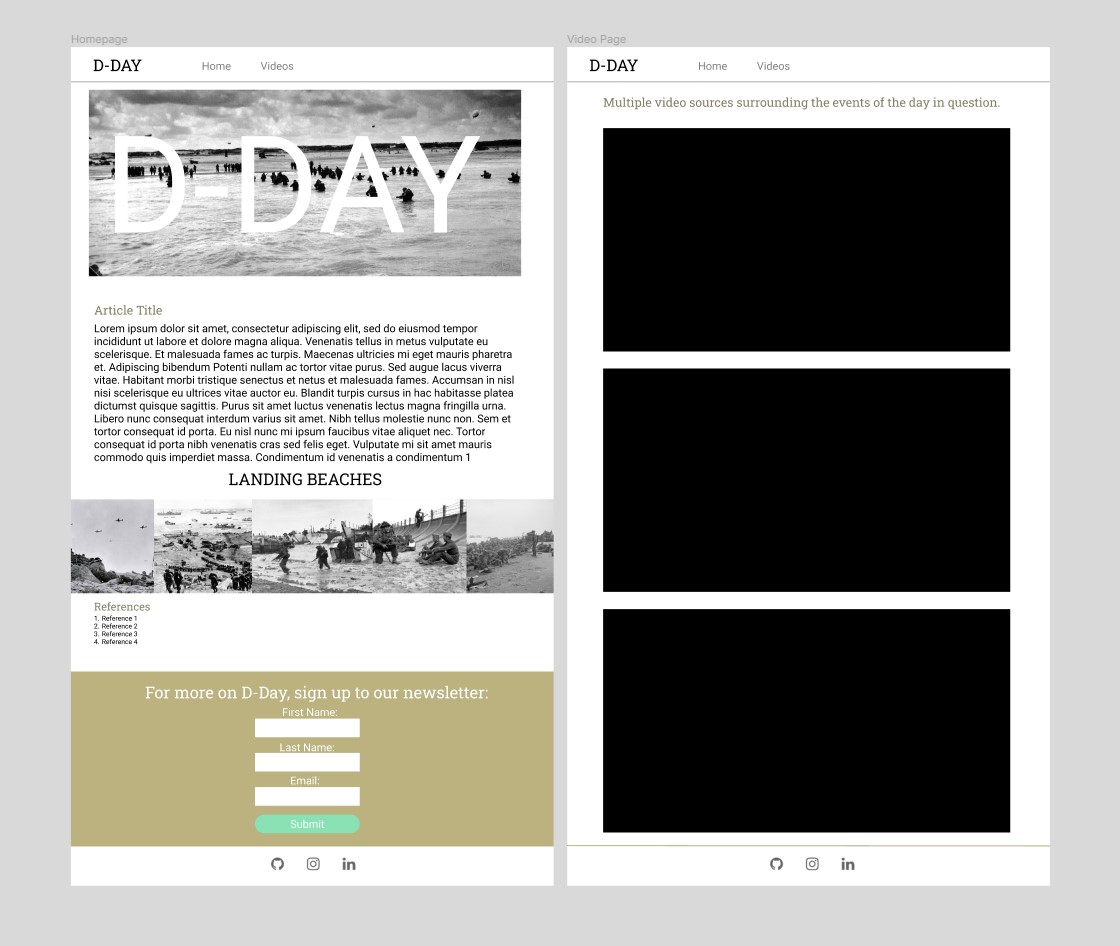 Homepage
D-DAY
Home
Videos
D-DAY
Article Title
Lorem ipsum dolor sit amet, consectetur adipiscing elit, sed do eiusmod tempor
incididunt ut labore et dolore magna aliqua. Venenatis tellus in metus vulputate eu
scelerisque. Et malesuada fames ac turpis. Maecenas ultricies mi eget mauris pharetra
et. Adipiscing bibendum Potenti nullam ac tortor vitae purus. Sed augue lacus viverra
vitae. Habitant morbi tristique senectus et netus et malesuada fames. Accumsan in nisl
nisi scelerisque eu ultrices vitae auctor eu. Blandit turpis cursus in hac habitasse platea
dictumst quisque sagittis. Purus sit amet luctus venenatis lectus magna fringilla urna.
Libero nunc consequat interdum varius sit amet. Nibh tellus molestie nunc non. Sem et
tortor consequat id porta. Eu nisl nunc mi ipsum faucibus vitae aliquet nec. Tortor
consequat id porta nibh venenatis cras sed felis eget. Vulputate mi sit amet mauris
commodo quis imperdiet massa. Condimentum id venenatis a condimentum 1
LANDING BEACHES
References
1. Reference 1
2. Reference 2
3. Reference 3
4. Reference 4
For more on D-Day, sign up to our newsletter:
First Name:
Last Name:
Email:
Submit
Video Page
D-DAY
Home
Videos
Multiple video sources surrounding the events of the day in question.